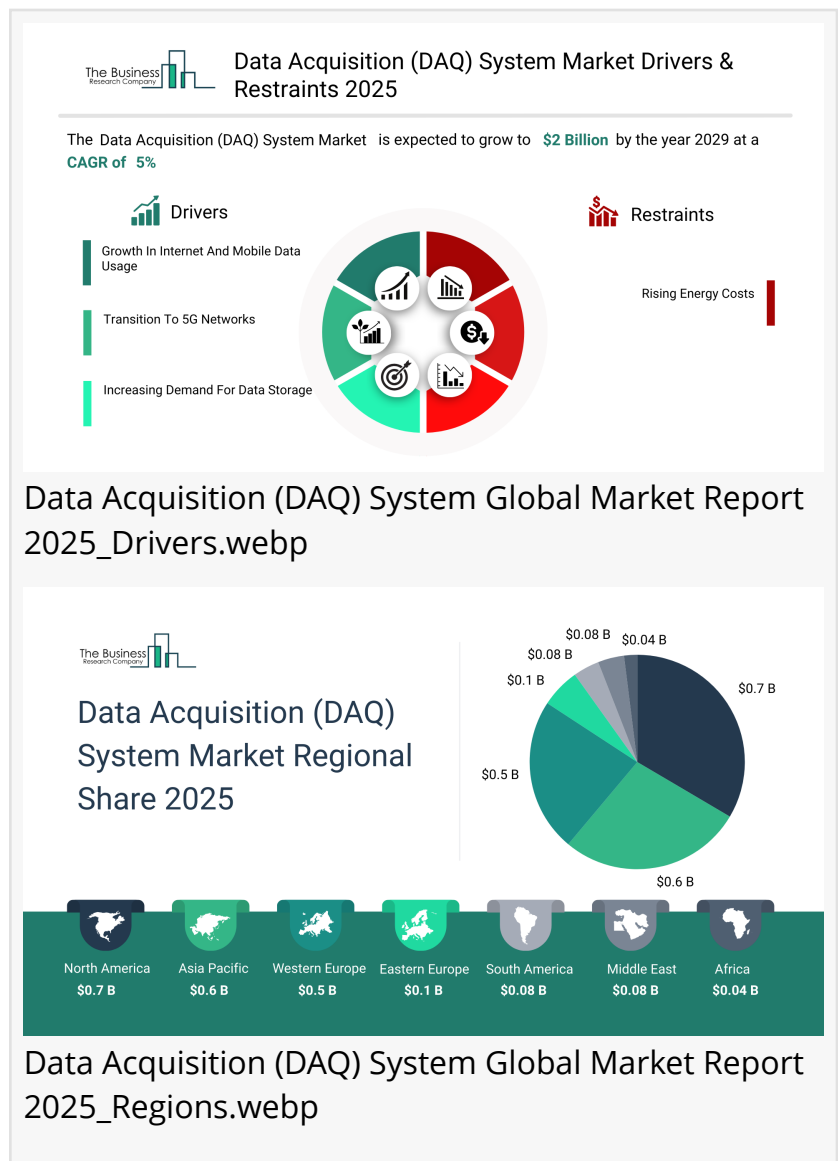 The Business
Research Company
Data Acquisition (DAQ) System Market Drivers &
Restraints 2025
The Data Acquisition (DAQ) System Market is expected to grow to $2 Billion by the year 2029 at a
CAGR of 5%
Drivers
Growth In Internet And Mobile Data
Usage
Transition To 5G Networks
Increasing Demand For Data Storage
Restraints
Rising Energy Costs
Data Acquisition (DAQ) System Global Market Report
2025_Drivers.webp
The Business
Research Company
Data Acquisition (DAQ)
System Market Regional
Share 2025
$0.08 B
$0.04 B
$0.08 B
$0.1 B
$0.7 B
$0.5 B
$0.6 B
North America
$0.7 B
Asia Pacific
$0.6 B
Western Europe
$0.5 B
Eastern Europe
$0.1 B
South America
$0.08 B
Middle East
$0.08 B
Africa
$0.04 B
Data Acquisition (DAQ) System Global Market Report
2025_Regions.webp